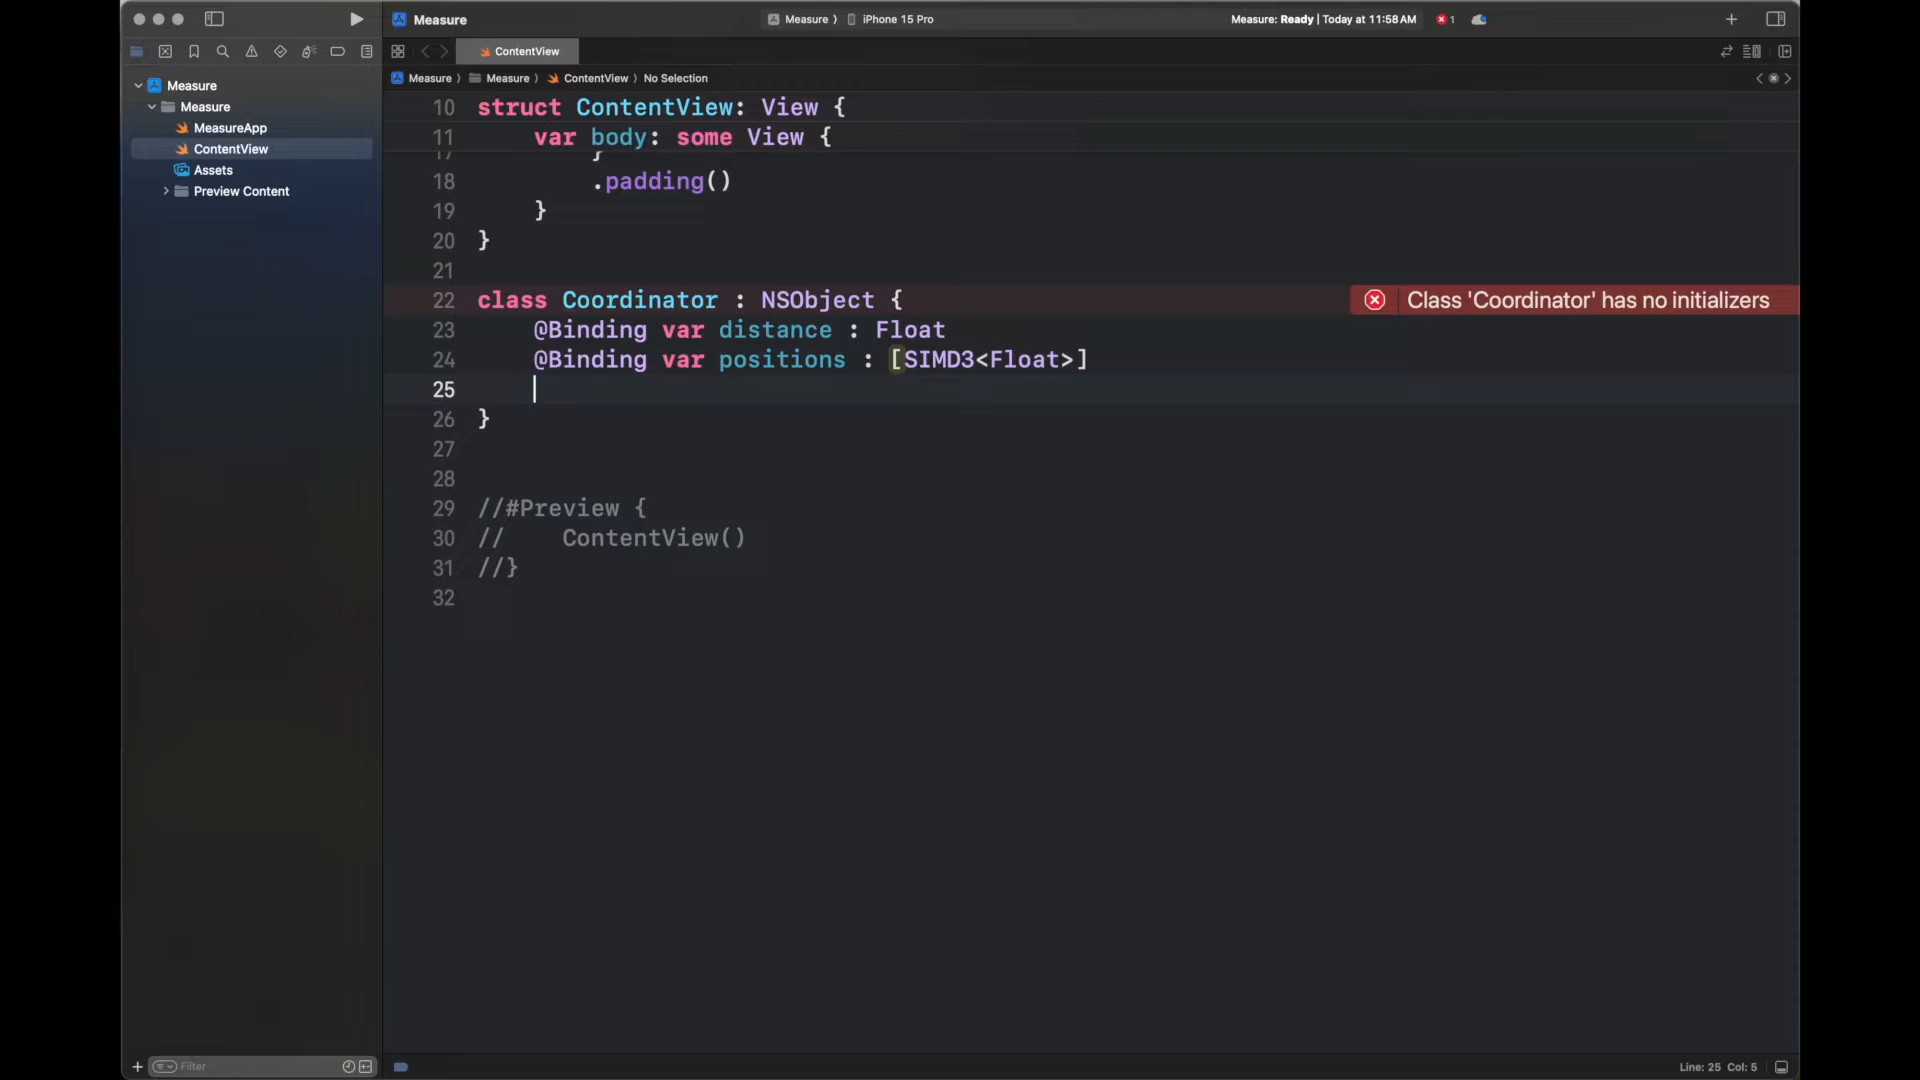 Measure
Measure ⟩ iPhone 15 Pro
Measure: Ready | Today at 11:58 AM
1
ContentView
Measure ⟩ Measure ⟩ ContentView ⟩ No Selection
Measure
Measure
MeasureApp
ContentView
Assets
Preview Content
10 struct ContentView: View {
11     var body: some View {
17         }
18         .padding()
19     }
20 }
21
22 class Coordinator : NSObject {
Class 'Coordinator' has no initializers
23     @Binding var distance : Float
24     @Binding var positions : [SIMD3<Float>]
25
26 }
27
28
29 //#Preview {
30 //    ContentView()
31 //}
32
Filter
Line: 25 Col: 5